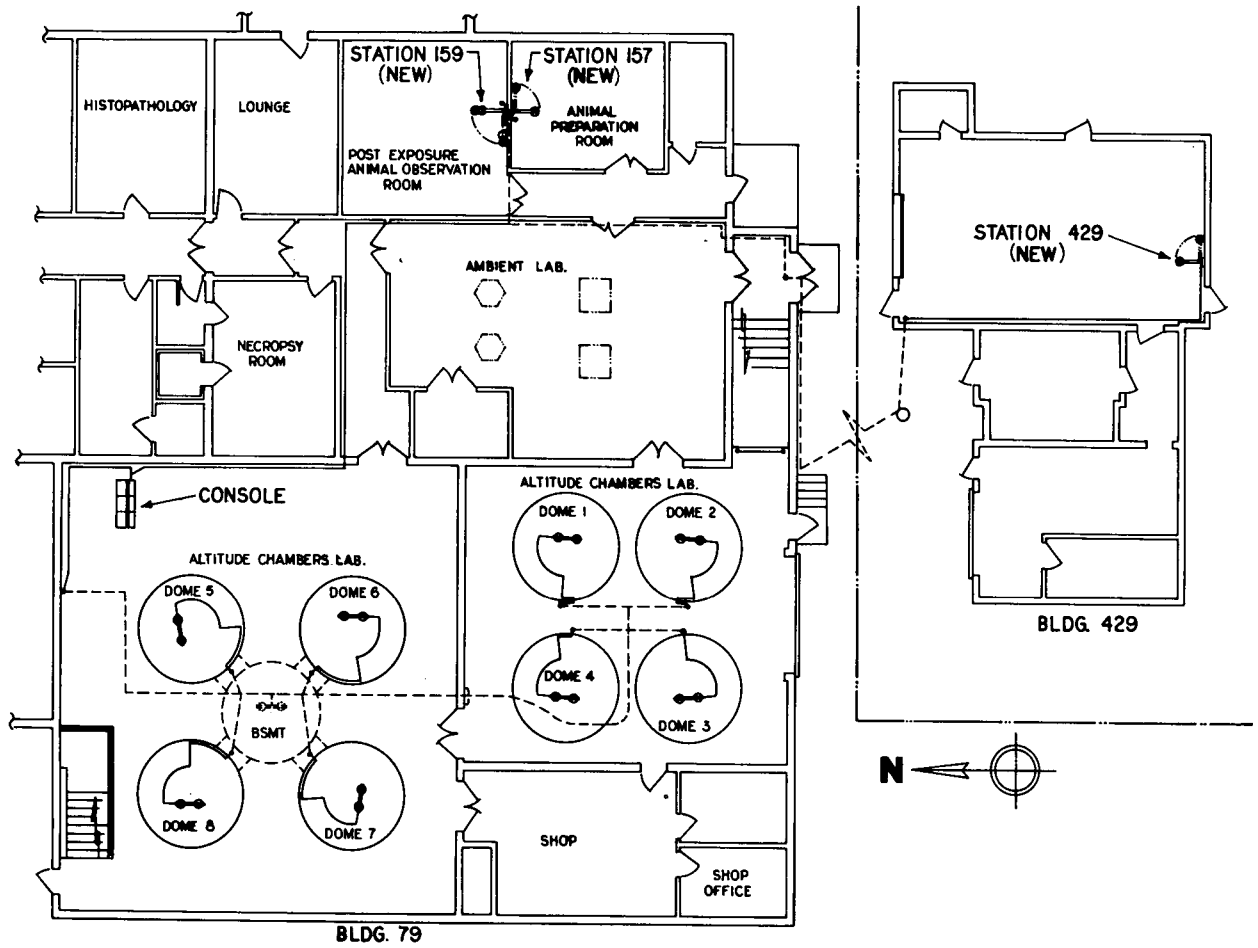 STATION 159
(NEW)
STATION 157
(NEW)
HISTOPATHOLOGY
LOUNGE
ANIMAL
PREPARATION
ROOM
POST EXPOSURE
ANIMAL OBSERVATION
ROOM
STATION 429
(NEW)
AMBIENT LAB.
NECROPSY
ROOM
CONSOLE
ALTITUDE CHAMBERS LAB.
DOME 1
DOME 2
ALTITUDE CHAMBERS LAB.
DOME 5
DOME 6
BLDG. 429
DOME 4
DOME 3
BSMT
N
DOME 8
DOME 7
SHOP
SHOP
OFFICE
BLDG. 79